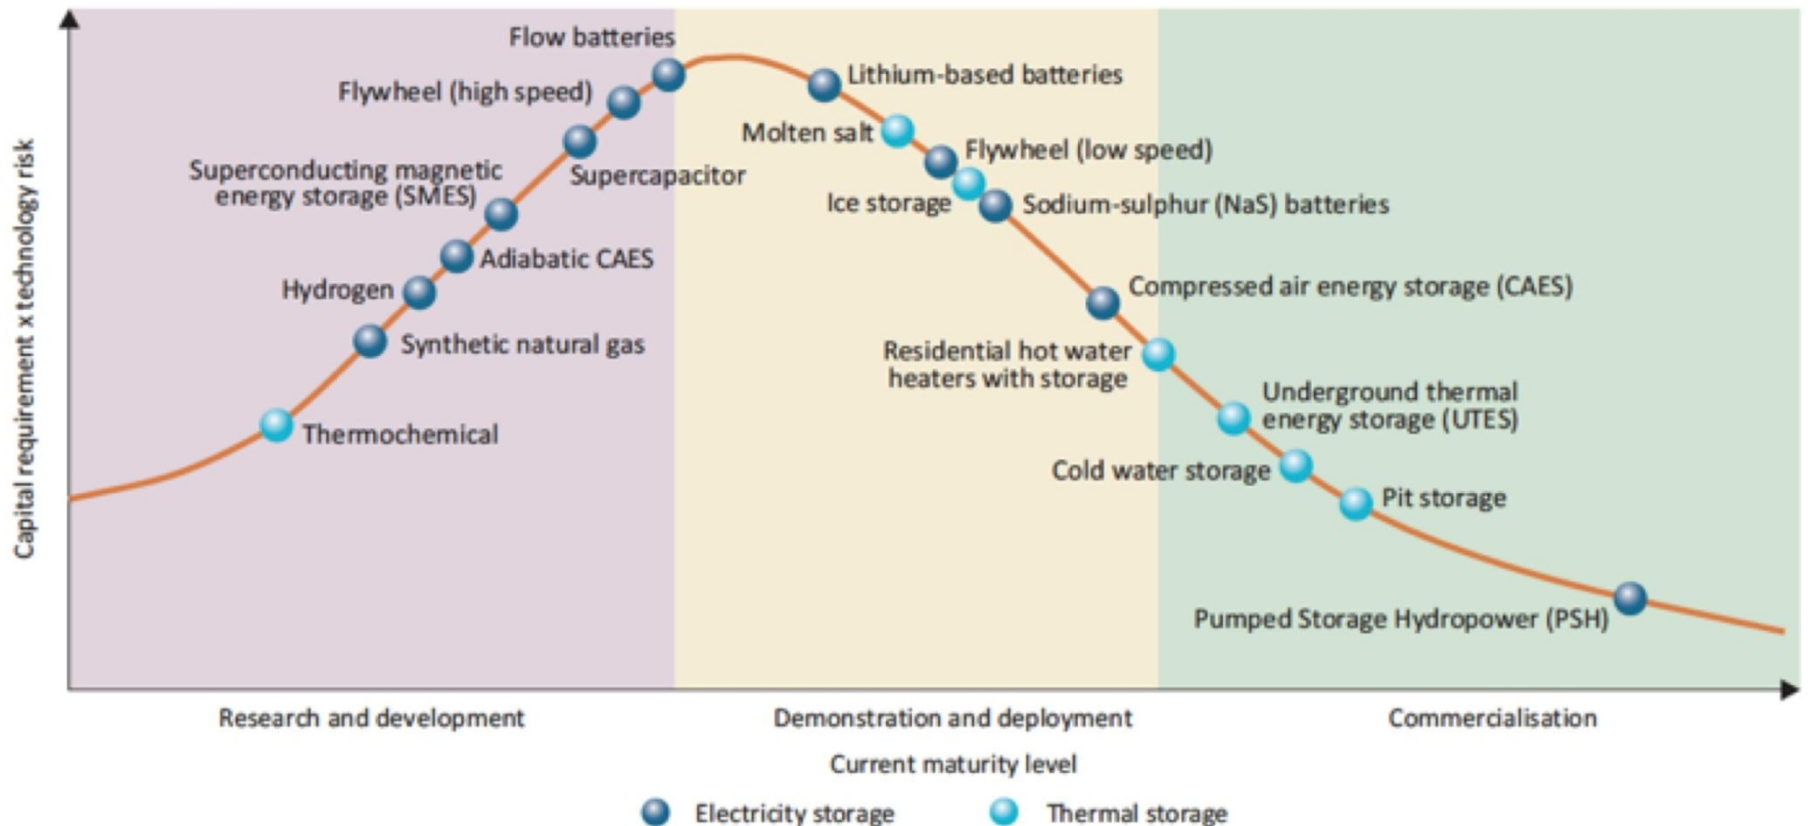 Flow batteries
Lithium-based batteries
Flywheel (high speed)
Molten salt
Flywheel (low speed)
Superconducting magnetic
energy storage (SMES)
Supercapacitor
Ice storage
Sodium-sulphur (NaS) batteries
Adiabatic CAES
Hydrogen
Compressed air energy storage (CAES)
Synthetic natural gas
Residential hot water
heaters with storage
Underground thermal
energy storage (UTES)
Thermochemical
Cold water storage
Pit storage
Pumped Storage Hydropower (PSH)
Capital requirement x technology risk
Research and development
Demonstration and deployment
Commercialisation
Current maturity level
Electricity storage
Thermal storage